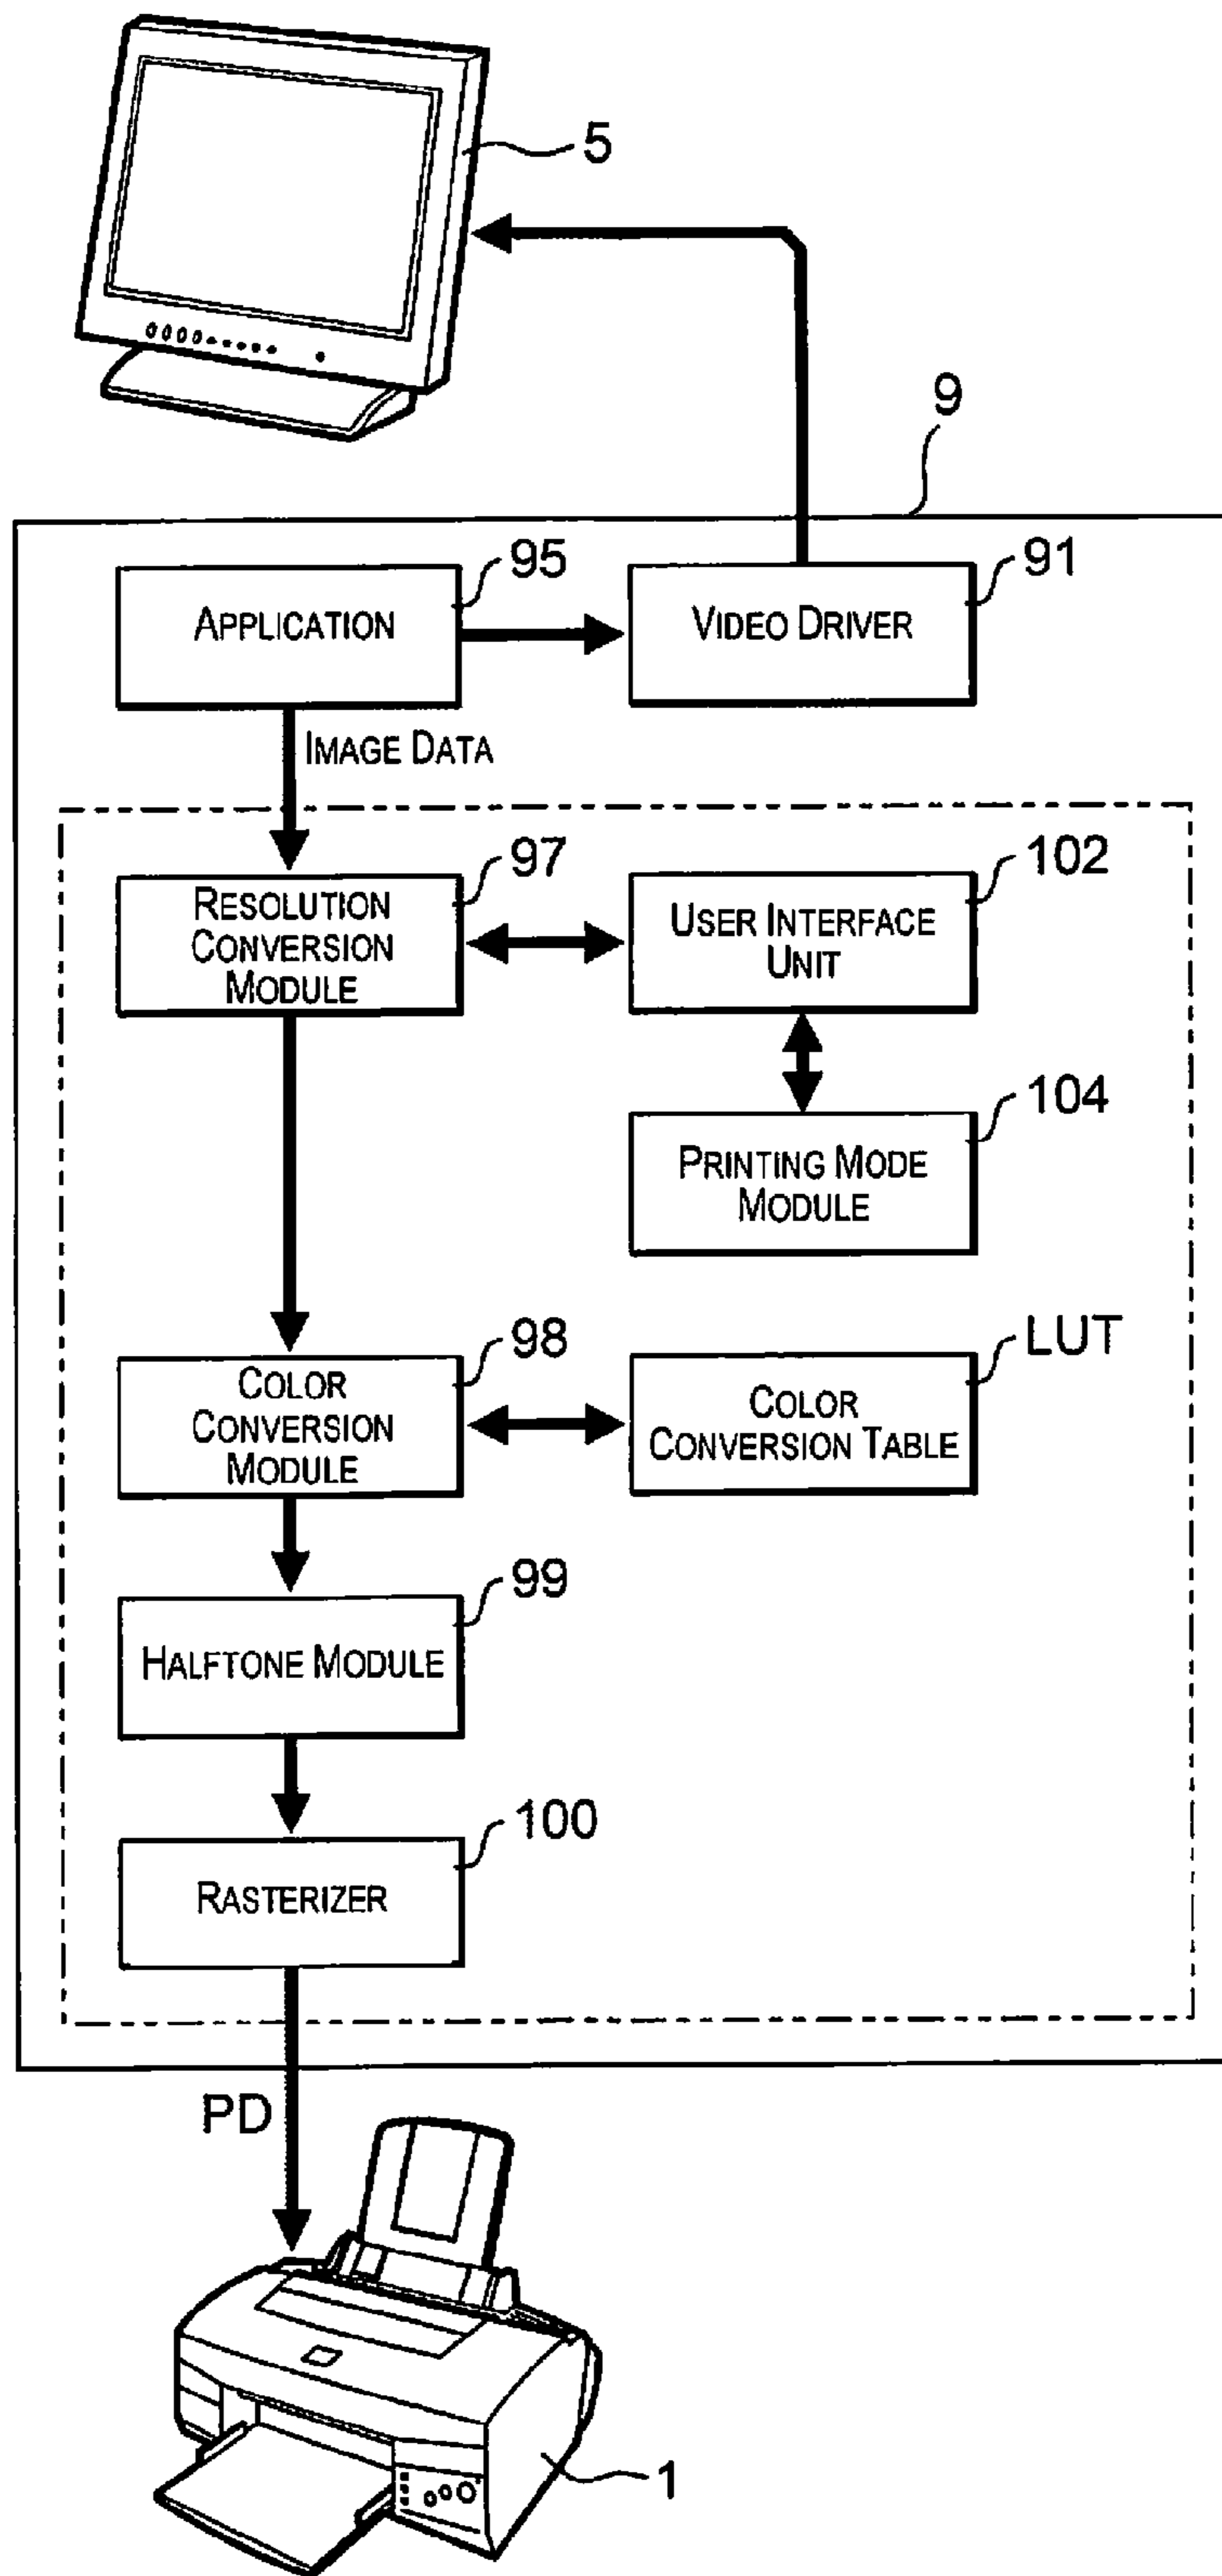 5
9
95
91
APPLICATION
VIDEO DRIVER
IMAGE DATA
97
102
RESOLUTION
CONVERSION
MODULE
USER INTERFACE
UNIT
104
PRINTING MODE
MODULE
98
LUT
COLOR
CONVERSION
MODULE
COLOR
CONVERSION TABLE
99
HALFTONE MODULE
100
RASTERIZER
PD
1